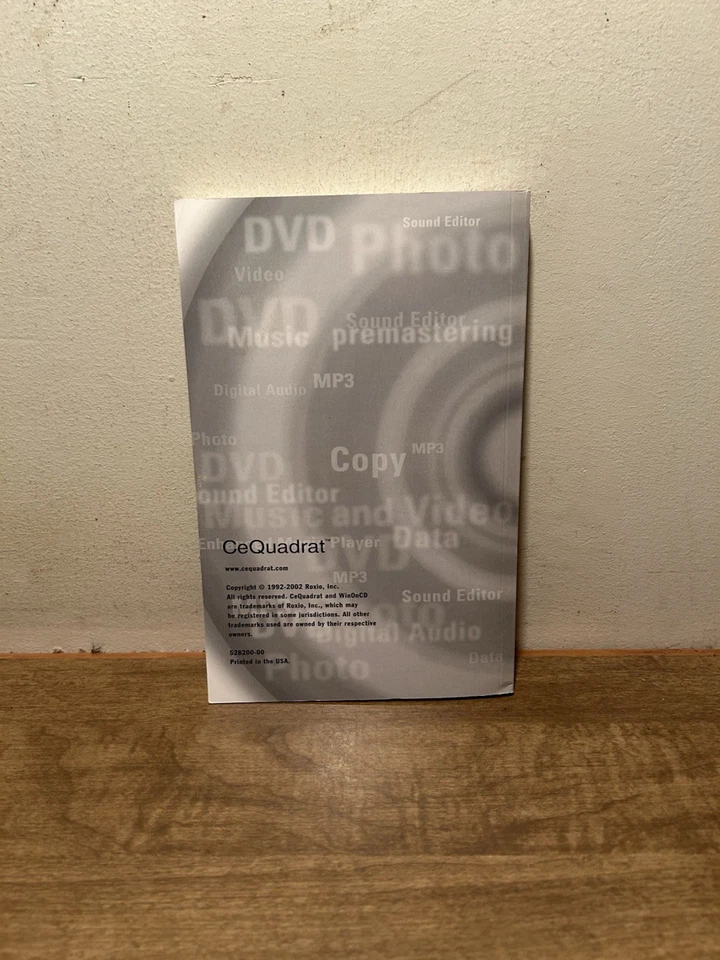 DVD
Sound Editor
Photo
Video
DVD
Sound Editor
Music premastering
Digital Audio MP3
Photo
Copy MP3
DVD
ound Editor
Music and Video
Player Data
CeQuadrat™
www.cequadrat.com
MP3
Copyright © 1992-2002 Roxio, Inc.
All rights reserved. CeQuadrat and WinOnCD
are trademarks of Roxio, Inc., which may
be registered in some jurisdictions. All other
trademarks used are owned by their respective
owners.
Sound Editor
Digital Audio
528200-00
Printed in the USA.
Data
Photo